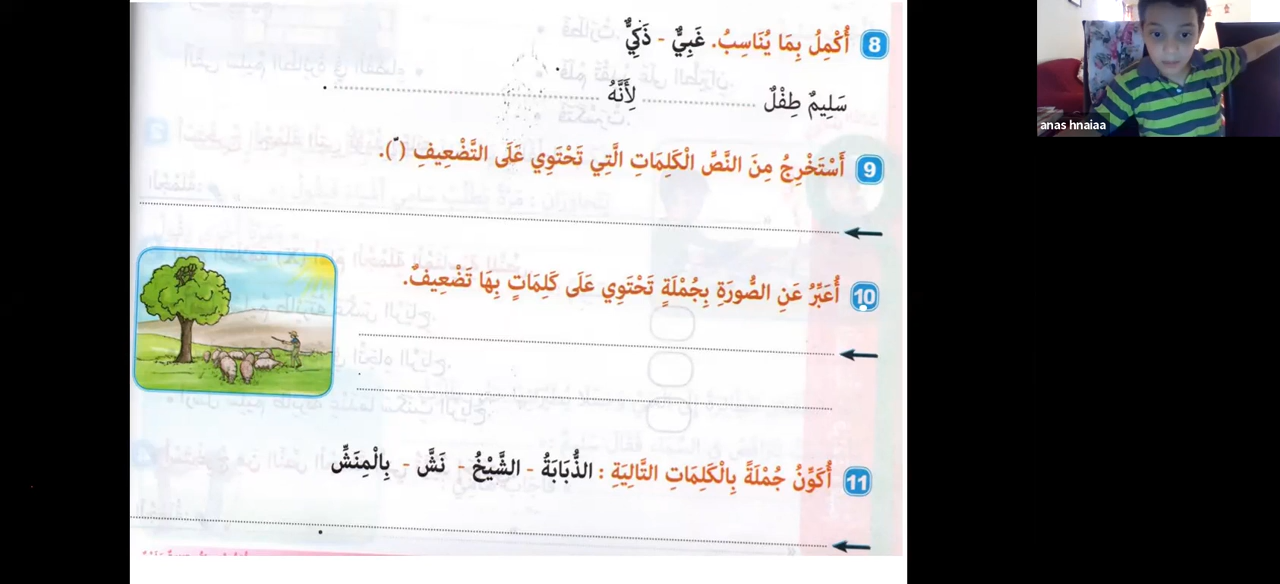 8 أُكْمِلُ بِمَا يُنَاسِبُ. غَبِيٌّ - ذَكِيٌّ
سَلِيمٌ طِفْلٌ ........................ لِأَنَّهُ ........................ .
9 أَسْتَخْرِجُ مِنَ النَّصِّ الْكَلِمَاتِ الَّتِي تَحْتَوِي عَلَى التَّضْعِيفِ ( ّ).
10 أُعَبِّرُ عَنِ الصُّورَةِ بِجُمْلَةٍ تَحْتَوِي عَلَى كَلِمَاتٍ بِهَا تَضْعِيفٌ.
11 أُكَوِّنُ جُمْلَةً بِالْكَلِمَاتِ التَّالِيَةِ : الذُّبَابَةُ - الشَّيْخُ - نَشَّ - بِالْمِنَشِّ
anas hnaiaa